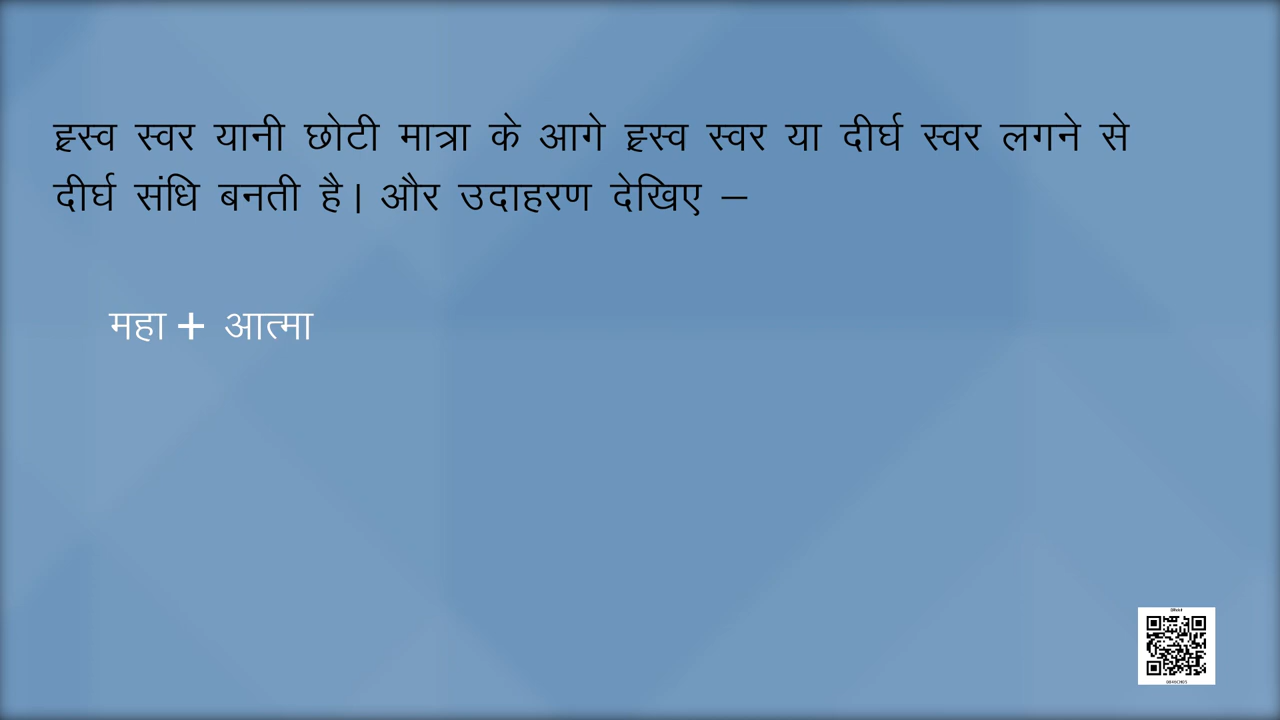 ह्रस्व स्वर यानी छोटी मात्रा के आगे ह्रस्व स्वर या दीर्घ स्वर लगने से
दीर्घ संधि बनती है। और उदाहरण देखिए –
महा + आत्मा